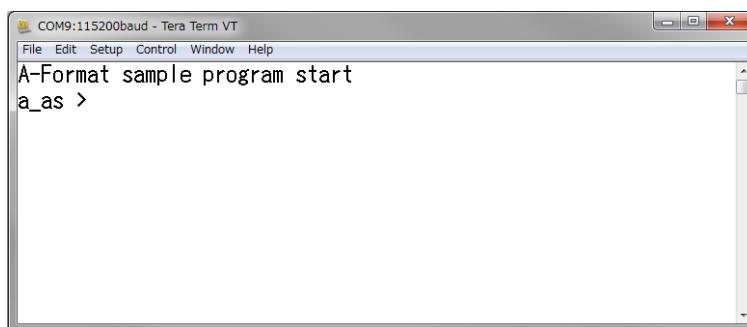 COM9:115200baud - Tera Term VT
File Edit Setup Control Window Help
A-Format sample program start
a_as >